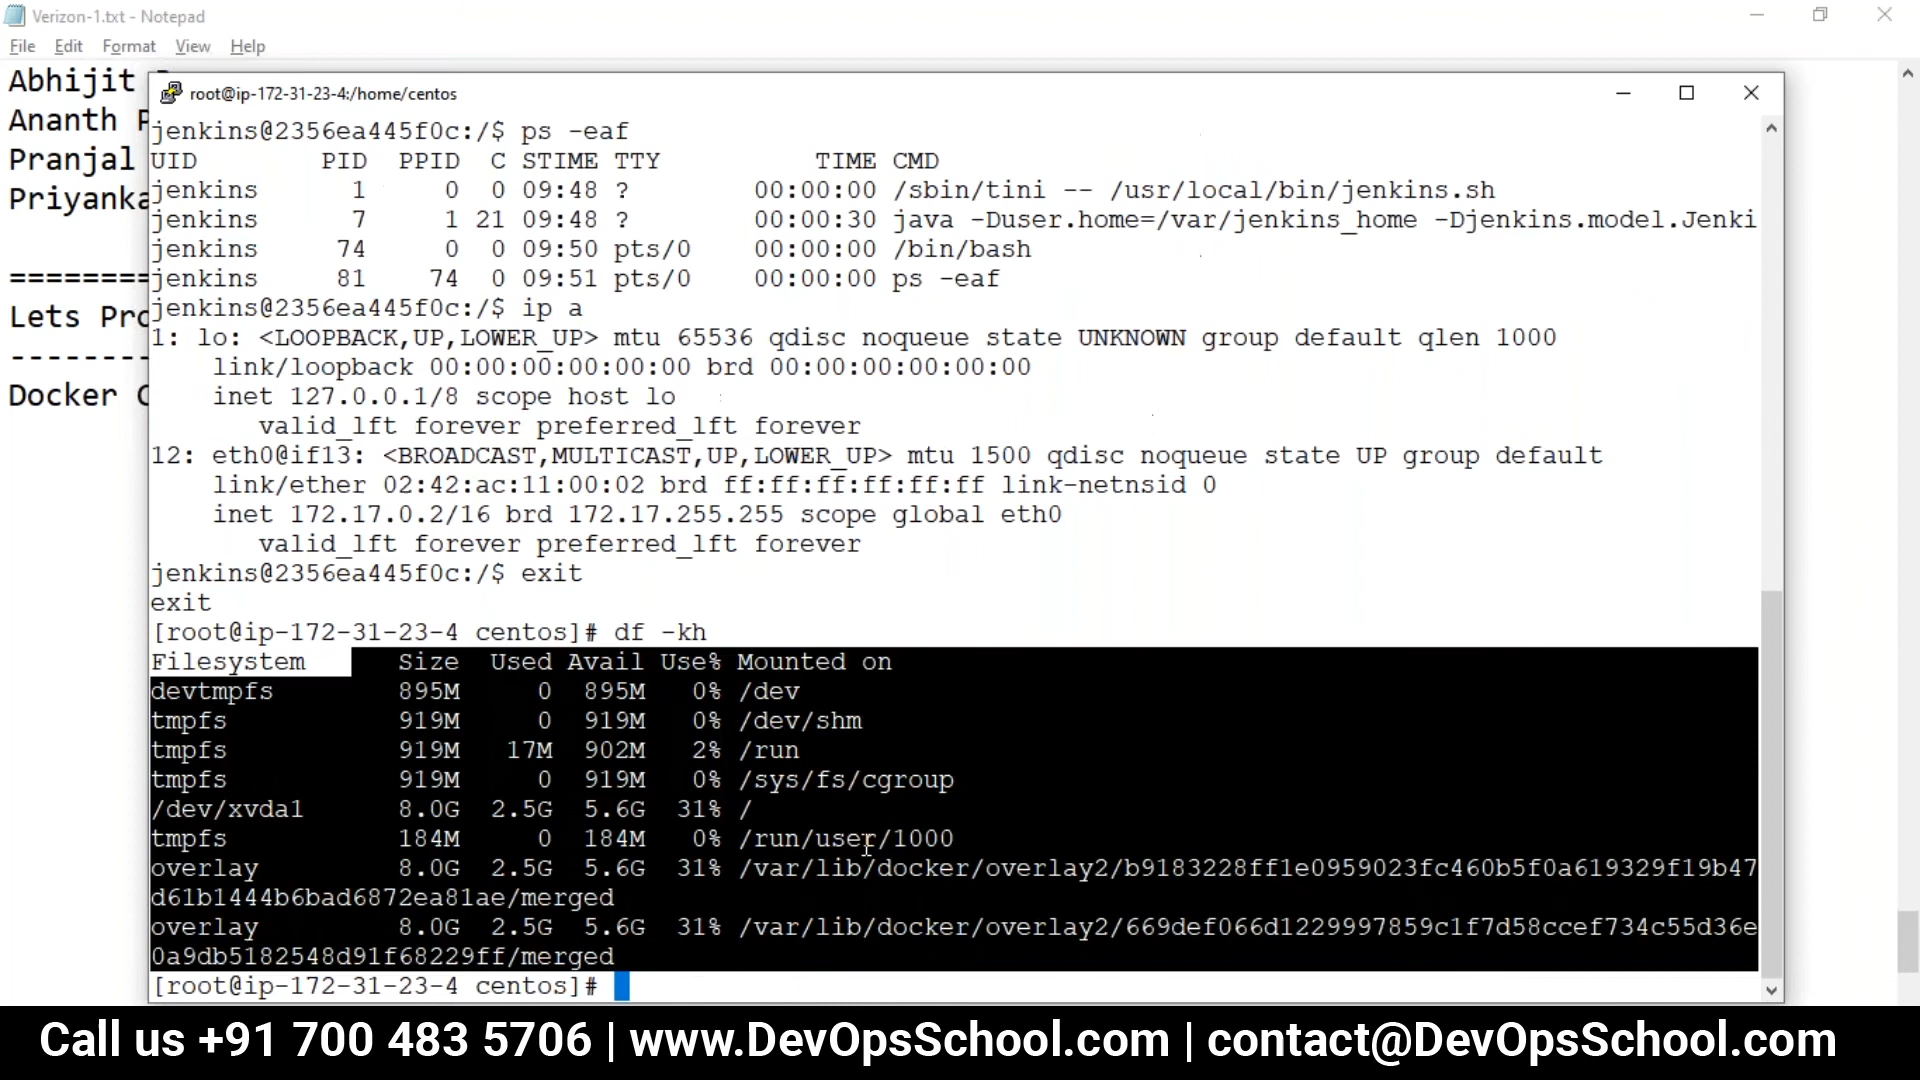 Verizon-1.txt - Notepad
File Edit Format View Help
Abhijit
Ananth P
Pranjal
Priyanka
========
Lets Pro
--------
Docker C
root@ip-172-31-23-4:/home/centos
jenkins@2356ea445f0c:/$ ps -eaf
UID PID PPID C STIME TTY TIME CMD
jenkins 1 0 0 09:48 ? 00:00:00 /sbin/tini -- /usr/local/bin/jenkins.sh
jenkins 7 1 21 09:48 ? 00:00:30 java -Duser.home=/var/jenkins_home -Djenkins.model.Jenki
jenkins 74 0 0 09:50 pts/0 00:00:00 /bin/bash
jenkins 81 74 0 09:51 pts/0 00:00:00 ps -eaf
jenkins@2356ea445f0c:/$ ip a
1: lo: <LOOPBACK,UP,LOWER_UP> mtu 65536 qdisc noqueue state UNKNOWN group default qlen 1000
link/loopback 00:00:00:00:00:00 brd 00:00:00:00:00:00
inet 127.0.0.1/8 scope host lo
valid_lft forever preferred_lft forever
12: eth0@if13: <BROADCAST,MULTICAST,UP,LOWER_UP> mtu 1500 qdisc noqueue state UP group default
link/ether 02:42:ac:11:00:02 brd ff:ff:ff:ff:ff:ff link-netnsid 0
inet 172.17.0.2/16 brd 172.17.255.255 scope global eth0
valid_lft forever preferred_lft forever
jenkins@2356ea445f0c:/$ exit
exit
[root@ip-172-31-23-4 centos]# df -kh
Filesystem Size Used Avail Use% Mounted on
devtmpfs 895M 0 895M 0% /dev
tmpfs 919M 0 919M 0% /dev/shm
tmpfs 919M 17M 902M 2% /run
tmpfs 919M 0 919M 0% /sys/fs/cgroup
/dev/xvda1 8.0G 2.5G 5.6G 31% /
tmpfs 184M 0 184M 0% /run/user/1000
overlay 8.0G 2.5G 5.6G 31% /var/lib/docker/overlay2/b9183228ff1e0959023fc460b5f0a619329f19b47
d61b1444b6bad6872ea81ae/merged
overlay 8.0G 2.5G 5.6G 31% /var/lib/docker/overlay2/669def066d1229997859c1f7d58ccef734c55d36e
0a9db5182548d91f68229ff/merged
[root@ip-172-31-23-4 centos]#
Call us +91 700 483 5706 | www.DevOpsSchool.com | contact@DevOpsSchool.com